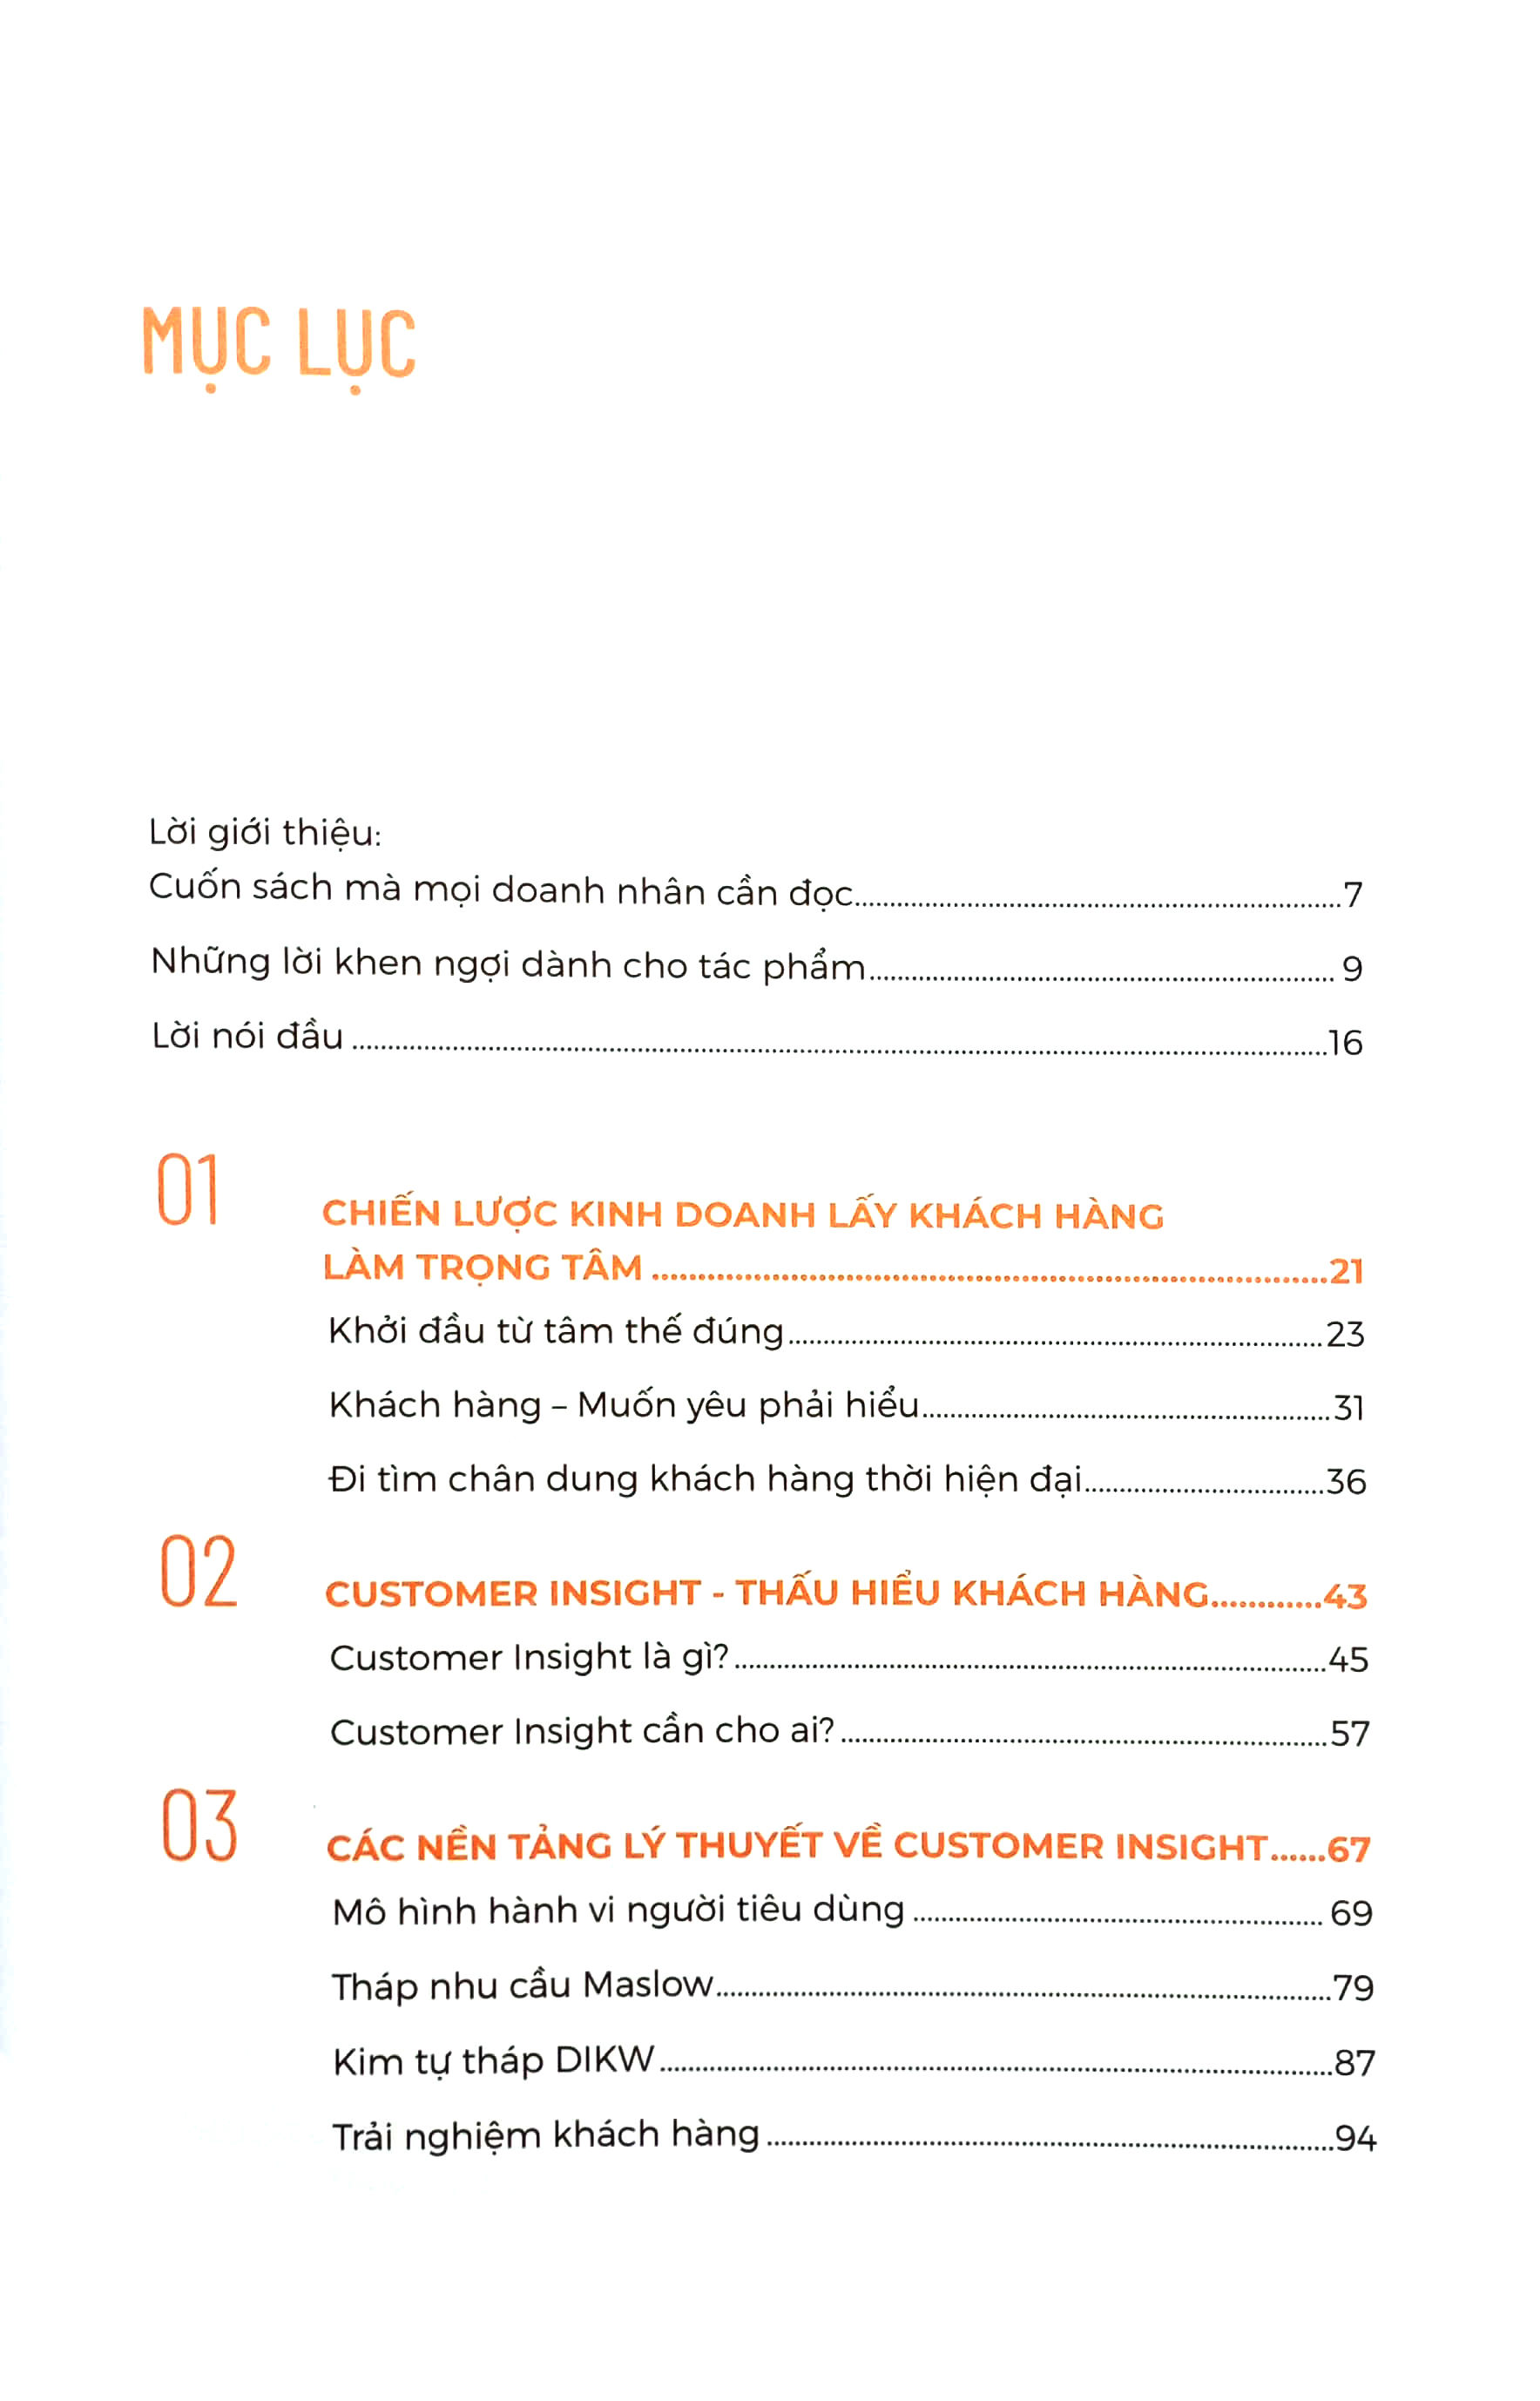 MỤC LỤC
Lời giới thiệu:
Cuốn sách mà mọi doanh nhân cần đọc....................7
Những lời khen ngợi dành cho tác phẩm.................... 9
Lời nói đầu ....................16
01
CHIẾN LƯỢC KINH DOANH LẤY KHÁCH HÀNG
LÀM TRỌNG TÂM ....................21
Khởi đầu từ tâm thế đúng....................23
Khách hàng – Muốn yêu phải hiểu....................31
Đi tìm chân dung khách hàng thời hiện đại....................36
02
CUSTOMER INSIGHT - THẤU HIỂU KHÁCH HÀNG............43
Customer Insight là gì?....................45
Customer Insight cần cho ai?....................57
03
CÁC NỀN TẢNG LÝ THUYẾT VỀ CUSTOMER INSIGHT......67
Mô hình hành vi người tiêu dùng .................... 69
Tháp nhu cầu Maslow....................79
Kim tự tháp DIKW....................87
Trải nghiệm khách hàng....................94